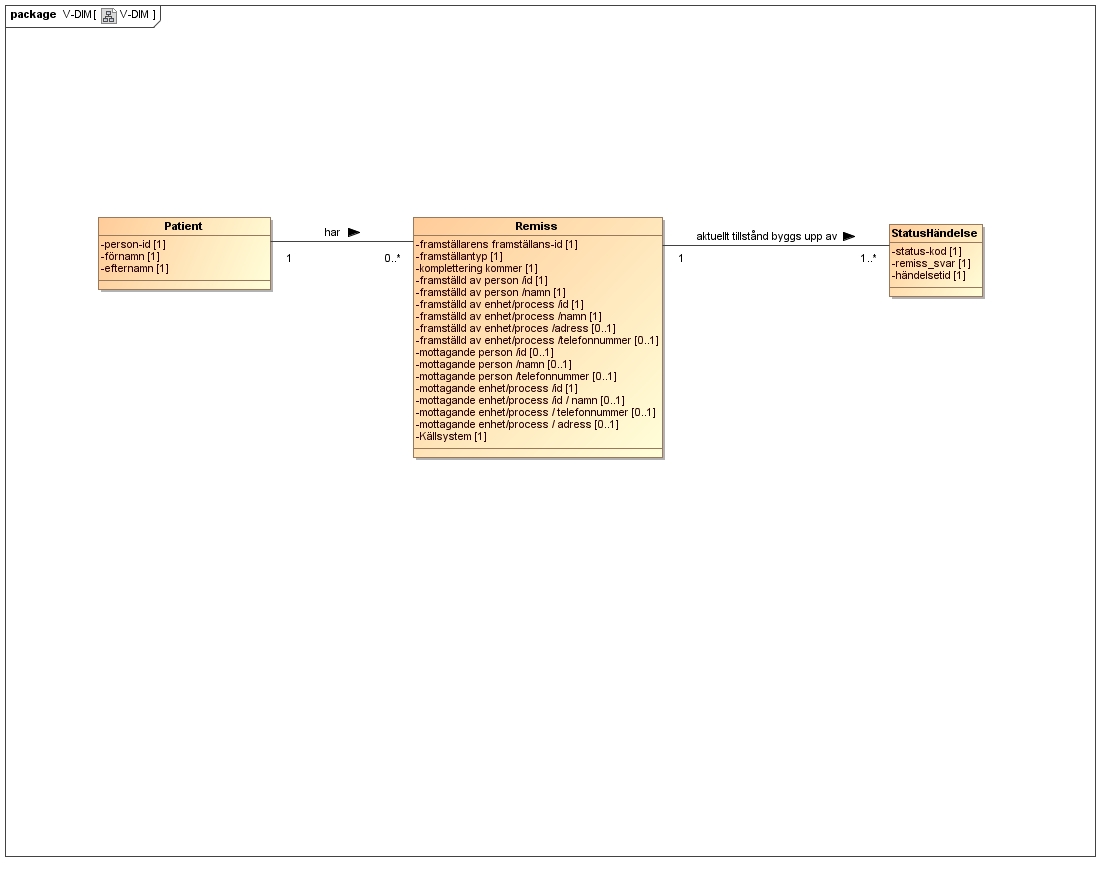 package V-DIM[ V-DIM ]
Patient
-person-id [1]
-förnamn [1]
-efternamn [1]
har
1
0..*
Remiss
-framställarens framställans-id [1]
-framställantyp [1]
-komplettering kommer [1]
-framställd av person /id [1]
-framställd av person /namn [1]
-framställd av enhet/process /id [1]
-framställd av enhet/process /namn [1]
-framställd av enhet/proces /adress [0..1]
-framställd av enhet/process /telefonnummer [0..1]
-mottagande person /id [0..1]
-mottagande person /namn [0..1]
-mottagande person /telefonnummer [0..1]
-mottagande enhet/process /id [1]
-mottagande enhet/process /id / namn [0..1]
-mottagande enhet/process / telefonnummer [0..1]
-mottagande enhet/process / adress [0..1]
-Källsystem [1]
aktuellt tillstånd byggs upp av
1
1..*
StatusHändelse
-status-kod [1]
-remiss_svar [1]
-händelsetid [1]